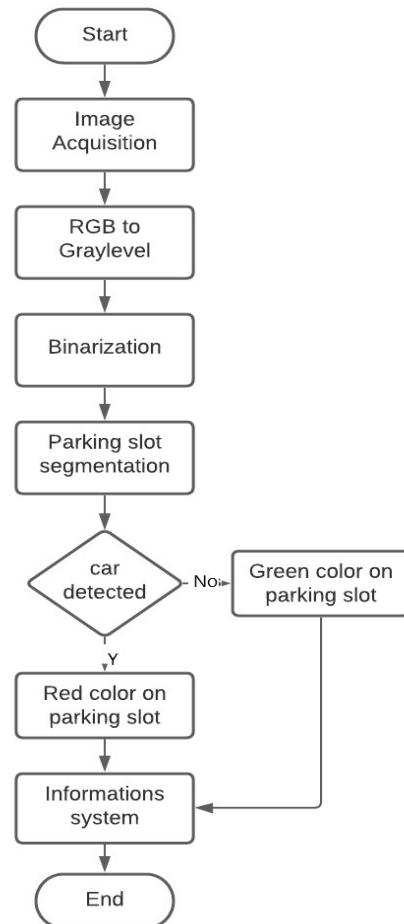 Start
Image
Acquisition
RGB to
Graylevel
Binarization
Parking slot
segmentation
car
detected
No
Green color on
parking slot
Y
Red color on
parking slot
Informations
system
End